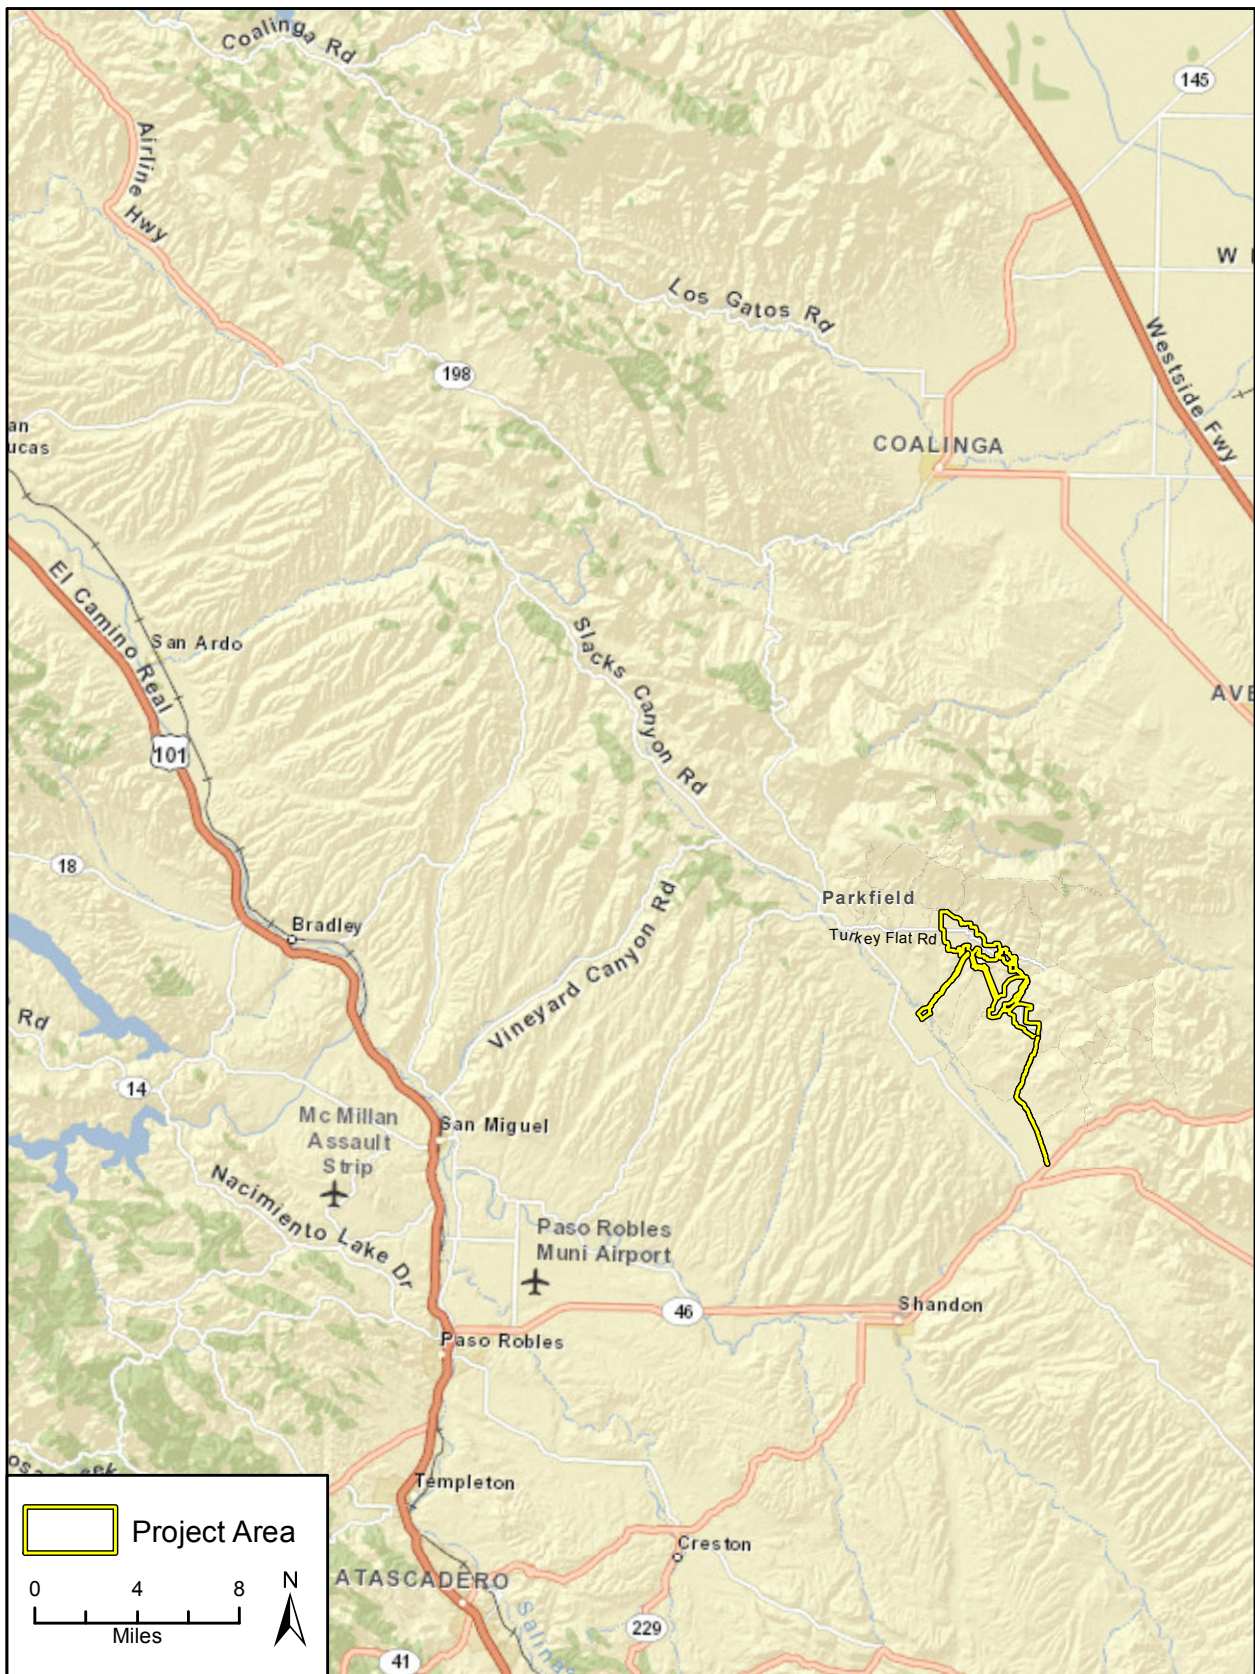 Coalinga Rd
145
Airline Hwy
W
Los Gatos Rd
Westside Fwy
198
COALINGA
an
ucas
El Camino Real
San Ardo
Slacks Canyon Rd
AVE
101
18
Parkfield
Bradley
Turkey Flat Rd
Vineyard Canyon Rd
Rd
14
Mc Millan
Assault
Strip
San Miguel
Nacimiento Lake Dr
Paso Robles
Muni Airport
46
Shandon
Paso Robles
Templeton
Creston
ATASCADERO
Salinas
229
41
Project Area
0 4 8
Miles
N